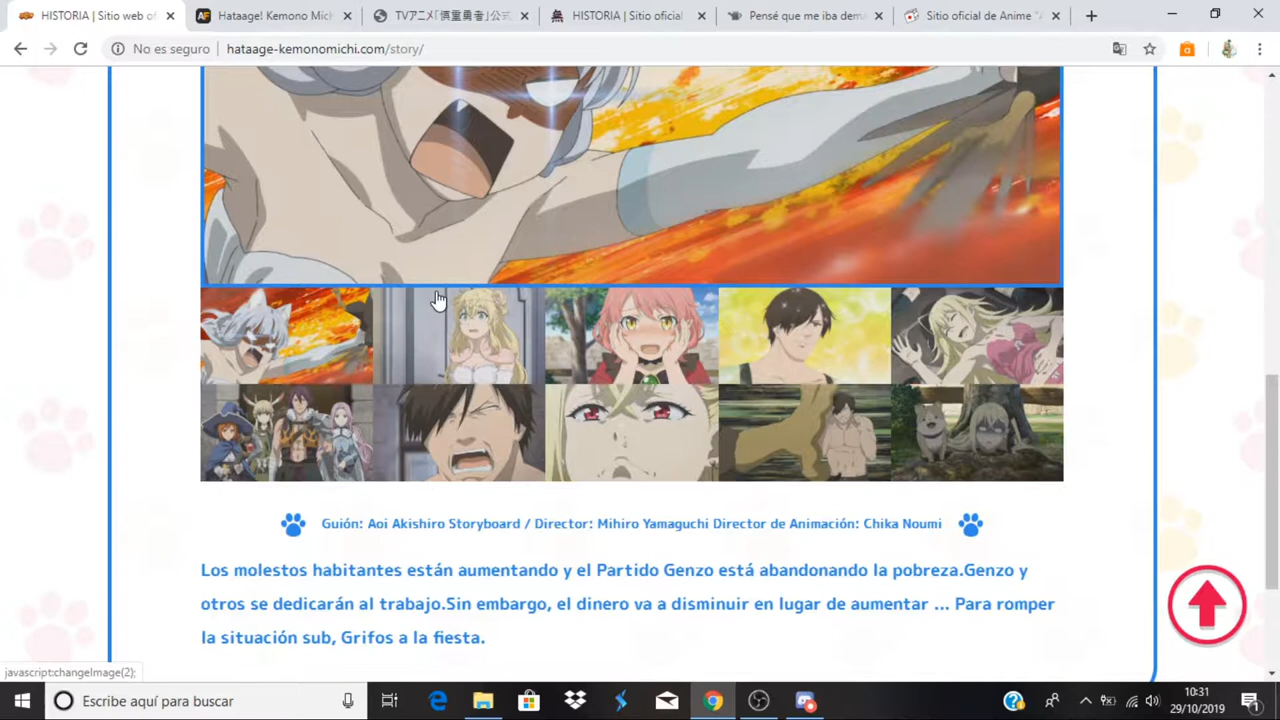 HISTORIA | Sitio web of
Hataage! Kemono Mich
TVアニメ「慎重勇者」公式
HISTORIA | Sitio oficial
Pensé que me iba dem
Sitio oficial de Anime "A
No es seguro
hataage-kemonomichi.com/story/
Guión: Aoi Akishiro Storyboard / Director: Mihiro Yamaguchi Director de Animación: Chika Noumi
Los molestos habitantes están aumentando y el Partido Genzo está abandonando la pobreza.Genzo y
otros se dedicarán al trabajo.Sin embargo, el dinero va a disminuir en lugar de aumentar ... Para romper
la situación sub, Grifos a la fiesta.
javascript:changeImage(2);
Escribe aquí para buscar
10:31
29/10/2019
1